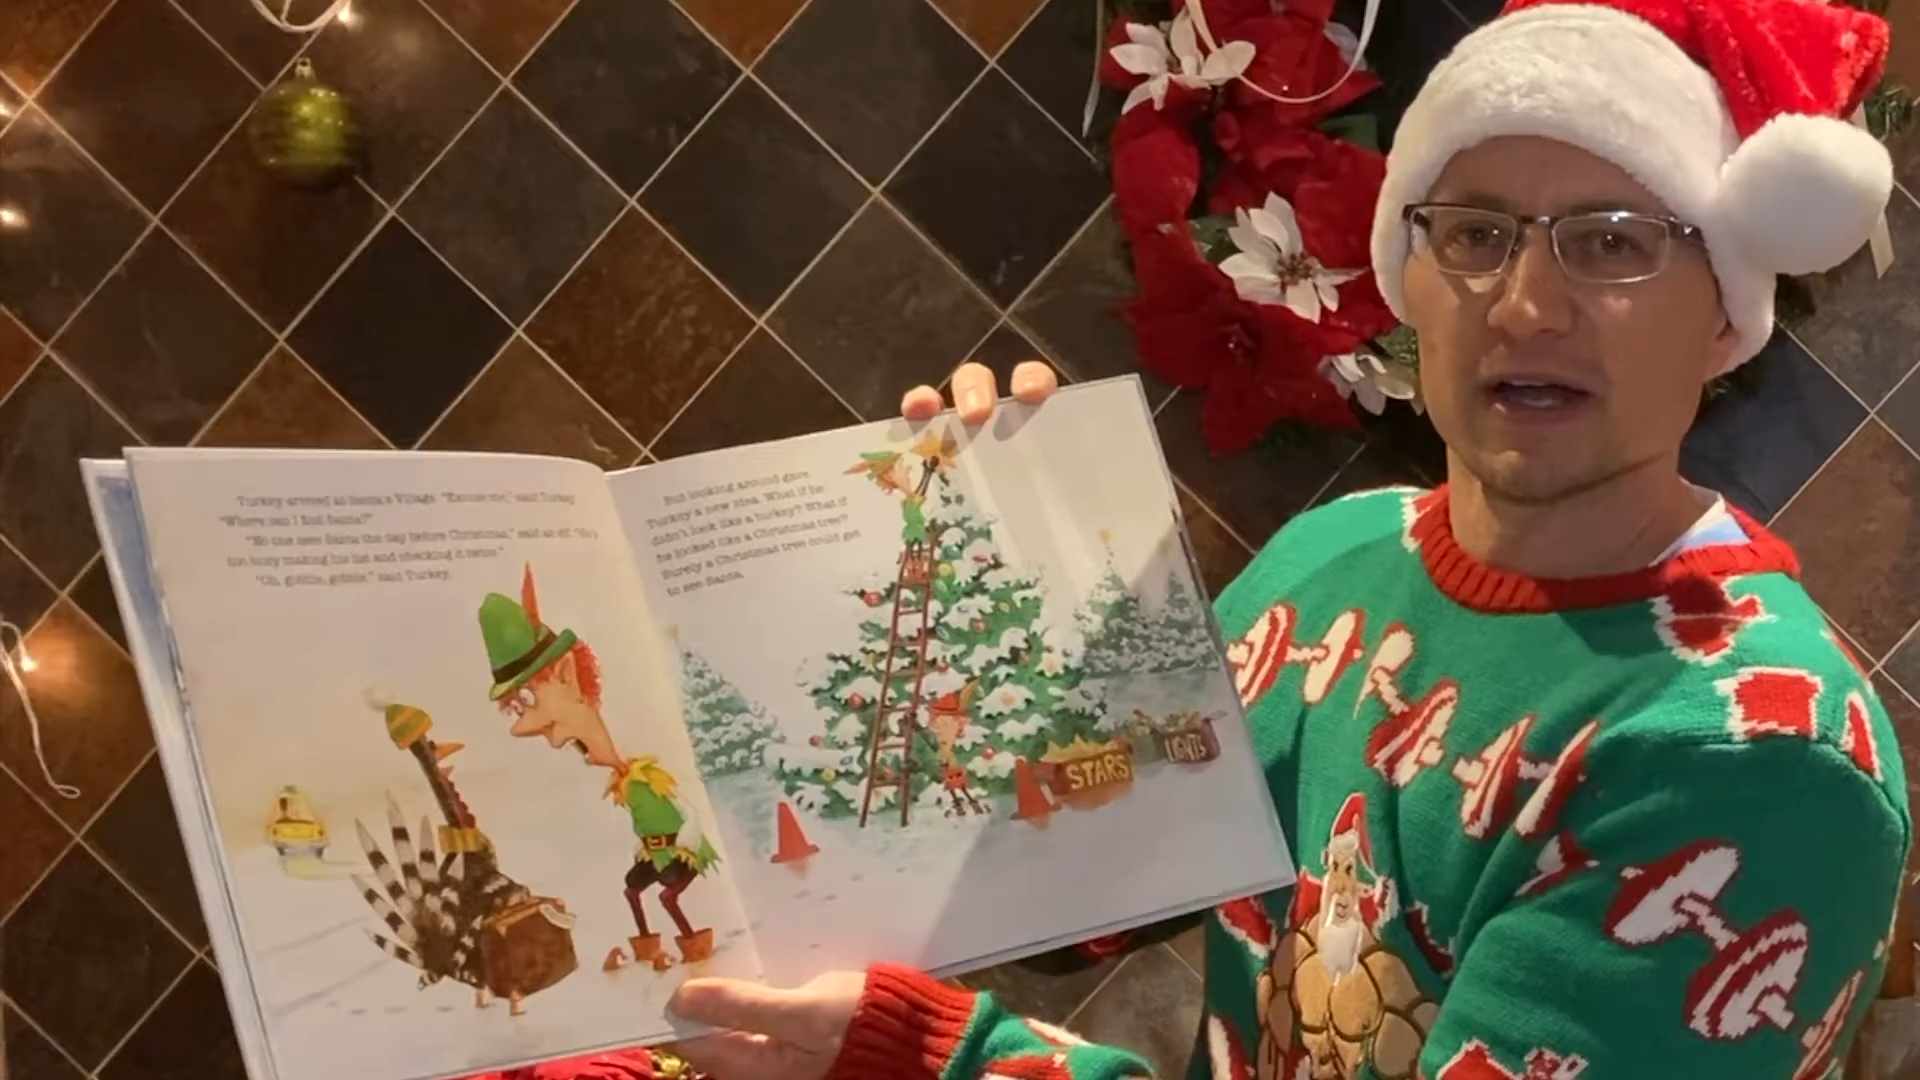 Turkey arrived at Santa's Village. "Excuse me," said Turkey.
"Where can I find Santa?"
"No one sees Santa the day before Christmas," said an elf. "He's
too busy making his list and checking it twice."
"Oh, gobble, gobble," said Turkey.
But looking around gave
Turkey a new idea. What if he
didn't look like a turkey? What if
he looked like a Christmas tree?
Surely a Christmas tree could get
to see Santa.
STARS
LIGHTS